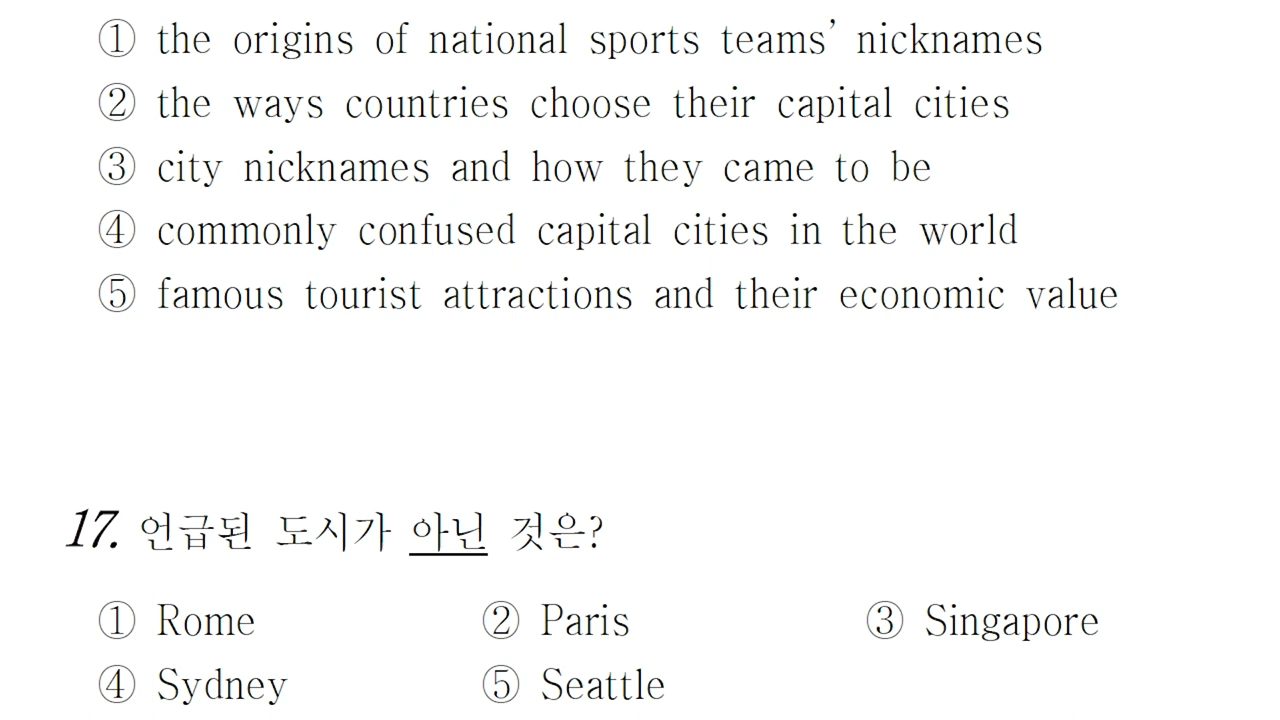 ① the origins of national sports teams’ nicknames
② the ways countries choose their capital cities
③ city nicknames and how they came to be
④ commonly confused capital cities in the world
⑤ famous tourist attractions and their economic value
17. 언급된 도시가 아닌 것은?
① Rome ② Paris ③ Singapore
④ Sydney ⑤ Seattle